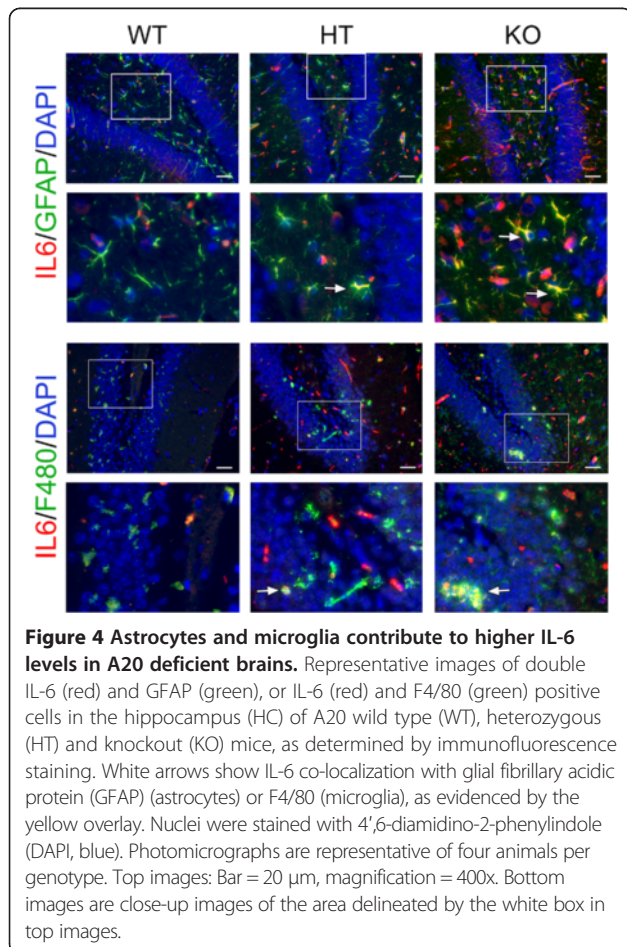 WT HT KO
IL6/GFAP/DAPI
IL6/F480/DAPI
Figure 4 Astrocytes and microglia contribute to higher IL-6
levels in A20 deficient brains. Representative images of double
IL-6 (red) and GFAP (green), or IL-6 (red) and F4/80 (green) positive
cells in the hippocampus (HC) of A20 wild type (WT), heterozygous
(HT) and knockout (KO) mice, as determined by immunofluorescence
staining. White arrows show IL-6 co-localization with glial fibrillary acidic
protein (GFAP) (astrocytes) or F4/80 (microglia), as evidenced by the
yellow overlay. Nuclei were stained with 4′,6-diamidino-2-phenylindole
(DAPI, blue). Photomicrographs are representative of four animals per
genotype. Top images: Bar = 20 μm, magnification = 400x. Bottom
images are close-up images of the area delineated by the white box in
top images.